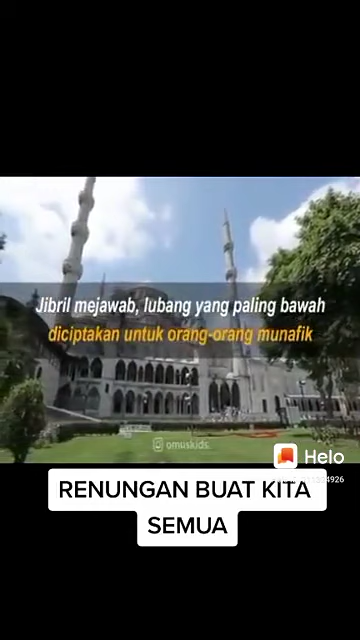 Jibril mejawab, lubang yang paling bawah
diciptakan untuk orang-orang munafik
omuskids
Helo
RENUNGAN BUAT KITA
SEMUA